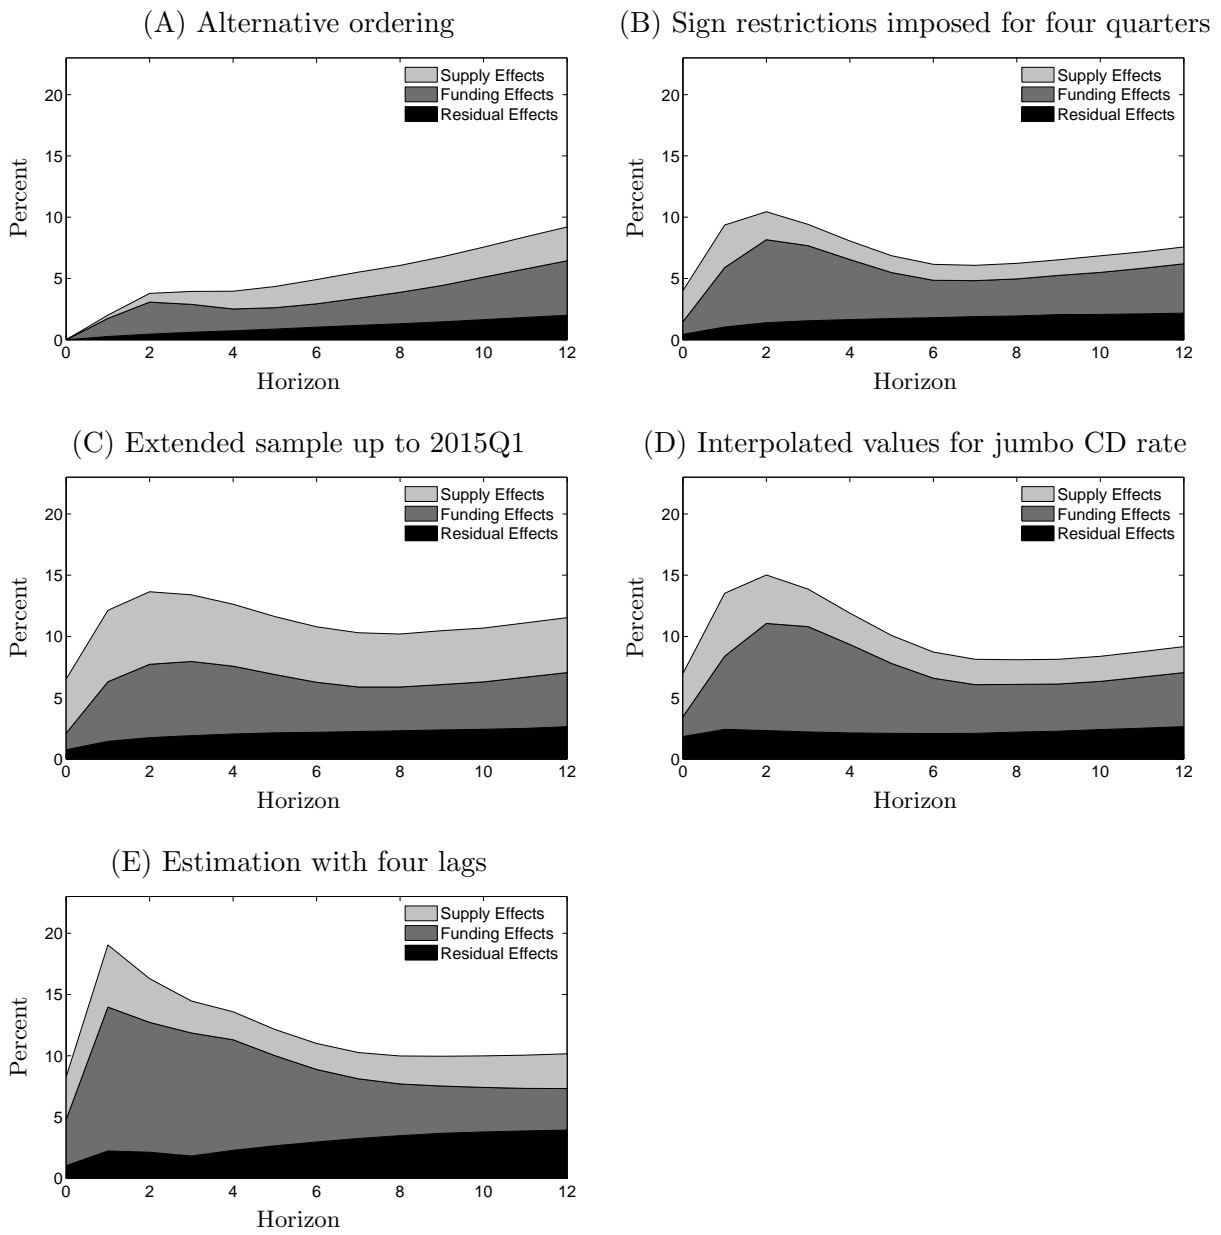 (A) Alternative ordering
Supply Effects
Funding Effects
Residual Effects
20
15
10
5
0
Percent
0 2 4 6 8 10 12
Horizon
(B) Sign restrictions imposed for four quarters
Supply Effects
Funding Effects
Residual Effects
20
15
10
5
0
Percent
0 2 4 6 8 10 12
Horizon
(C) Extended sample up to 2015Q1
Supply Effects
Funding Effects
Residual Effects
20
15
10
5
0
Percent
0 2 4 6 8 10 12
Horizon
(D) Interpolated values for jumbo CD rate
Supply Effects
Funding Effects
Residual Effects
20
15
10
5
0
Percent
0 2 4 6 8 10 12
Horizon
(E) Estimation with four lags
Supply Effects
Funding Effects
Residual Effects
20
15
10
5
0
Percent
0 2 4 6 8 10 12
Horizon